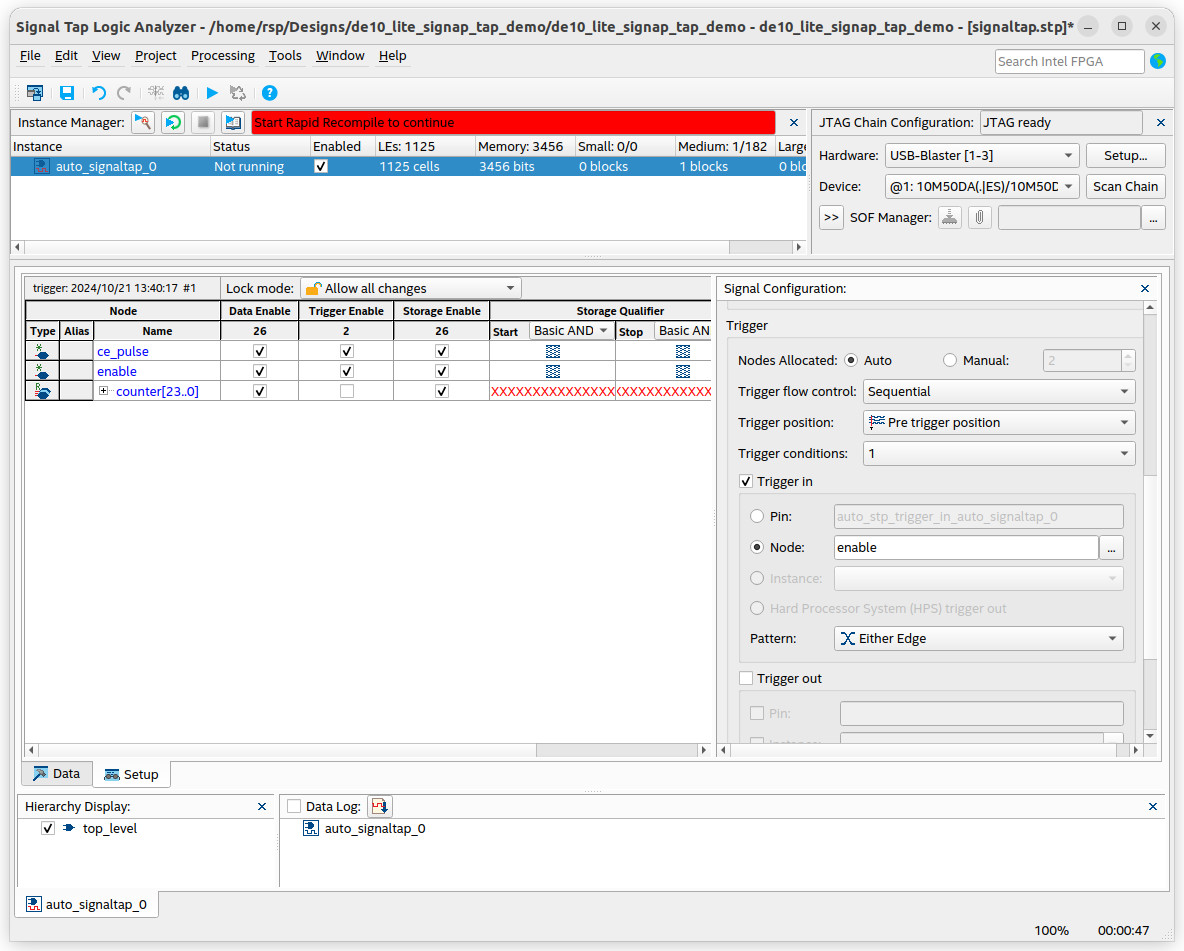 Signal Tap Logic Analyzer - /home/rsp/Designs/de10_lite_signap_tap_demo/de10_lite_signap_tap_demo - de10_lite_signap_tap_demo - [signaltap.stp]*
File Edit View Project Processing Tools Window Help
Search Intel FPGA
Instance Manager: Start Rapid Recompile to continue
Instance Status Enabled LEs: 1125 Memory: 3456 Small: 0/0 Medium: 1/182 Large
auto_signaltap_0 Not running 1125 cells 3456 bits 0 blocks 1 blocks 0 bloc
JTAG Chain Configuration: JTAG ready
Hardware: USB-Blaster [1-3] Setup...
Device: @1: 10M50DA(.|ES)/10M50D Scan Chain
>> SOF Manager: ...
trigger: 2024/10/21 13:40:17 #1 Lock mode: Allow all changes
Node Data Enable Trigger Enable Storage Enable Storage Qualifier
Type Alias Name 26 2 26 Start Basic AND Stop Basic AN
ce_pulse
enable
counter[23..0] XXXXXXXXXXXXXX XXXXXXXXXXX
Signal Configuration:
Trigger
Nodes Allocated: Auto Manual: 2
Trigger flow control: Sequential
Trigger position: Pre trigger position
Trigger conditions: 1
Trigger in
Pin: auto_stp_trigger_in_auto_signaltap_0
Node: enable ...
Instance:
Hard Processor System (HPS) trigger out
Pattern: Either Edge
Trigger out
Pin:
Data Setup
Hierarchy Display:
top_level
Data Log:
auto_signaltap_0
auto_signaltap_0
100% 00:00:47